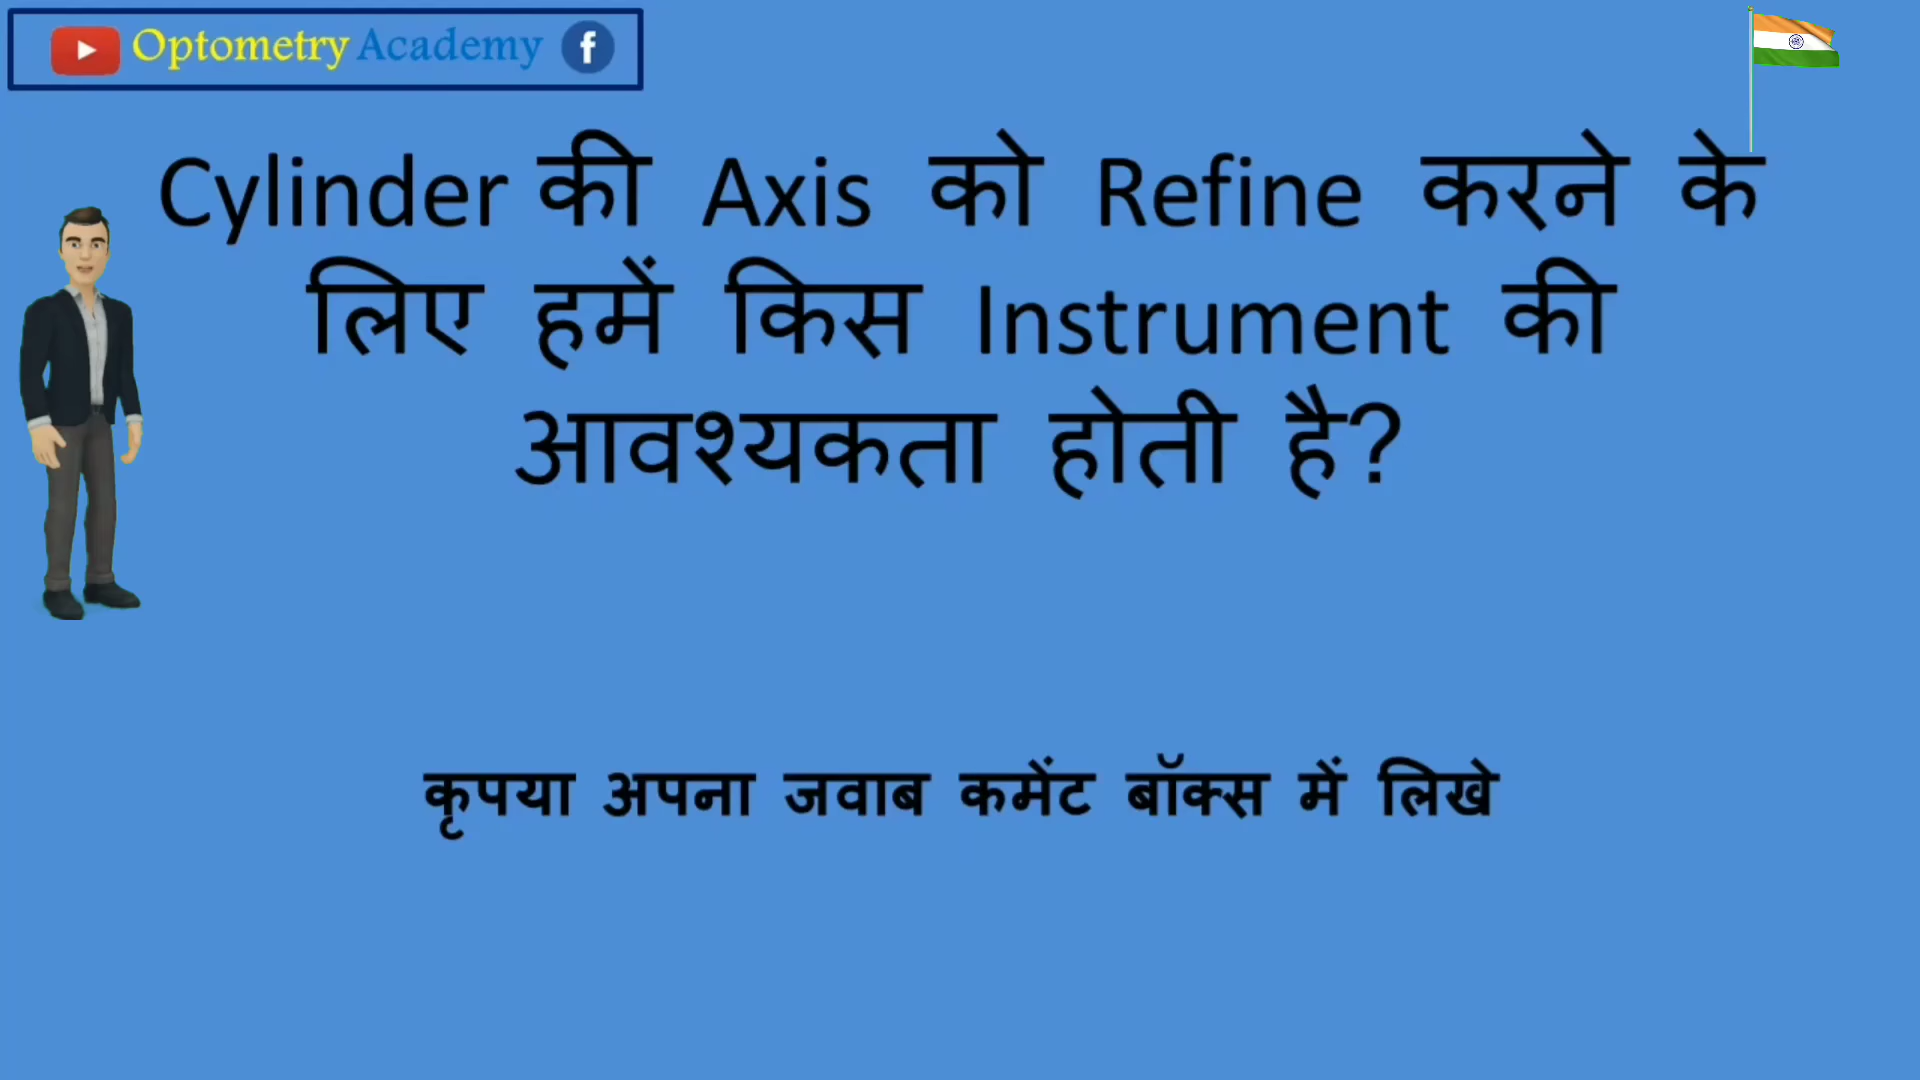 Optometry Academy f
Cylinder की Axis को Refine करने के
लिए हमें किस Instrument की
आवश्यकता होती है?
कृपया अपना जवाब कमेंट बॉक्स में लिखे